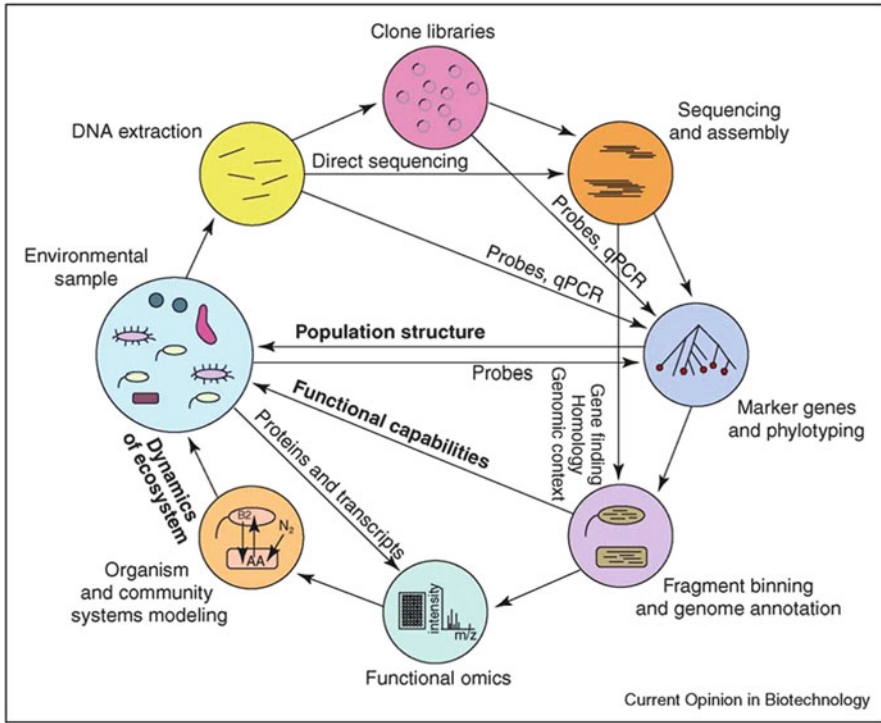 Clone libraries
DNA extraction
Sequencing
and assembly
Direct sequencing
Probes, qPCR
Probes, qPCR
Environmental
sample
Population structure
Probes
Marker genes
and phylotyping
Functional capabilities
Gene finding
Homology
Genomic context
Proteins and transcripts
Dynamics
of ecosystem
B2
N2
AA
Organism
and community
systems modeling
intensity
m/z
Functional omics
Fragment binning
and genome annotation
Current Opinion in Biotechnology